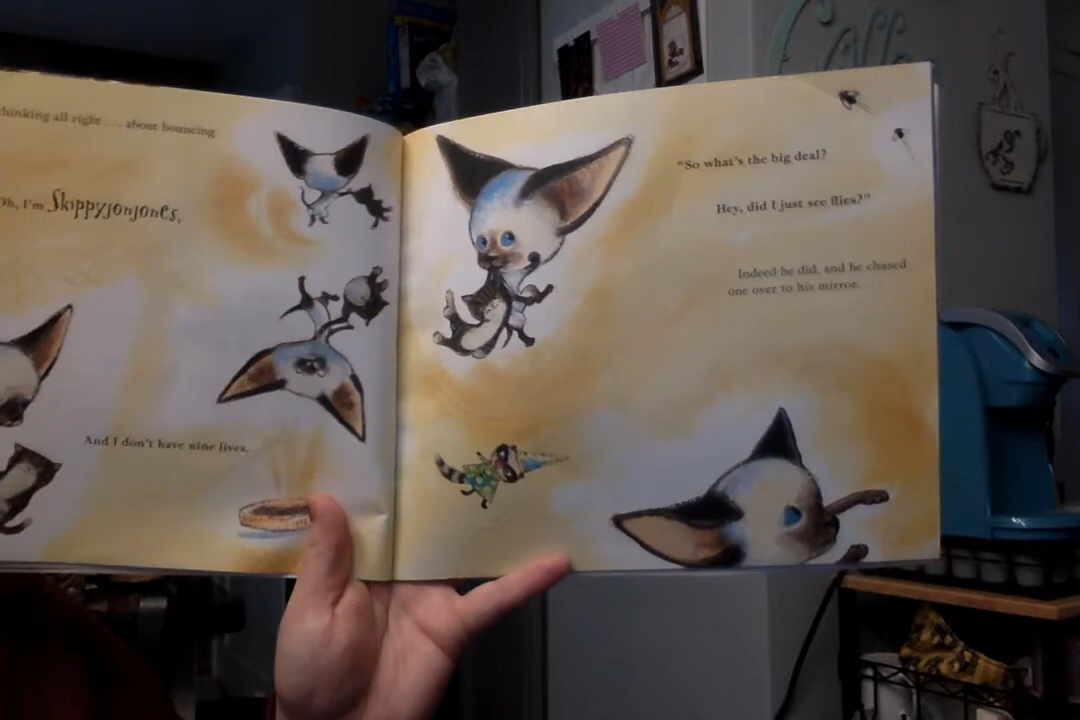 thinking all right . . . about bouncing
Oh, I'm Skippyjonjones,
And I don't have nine lives.
"So what's the big deal?
Hey, did I just see flies?"
Indeed he did, and he chased
one over to his mirror. . . .